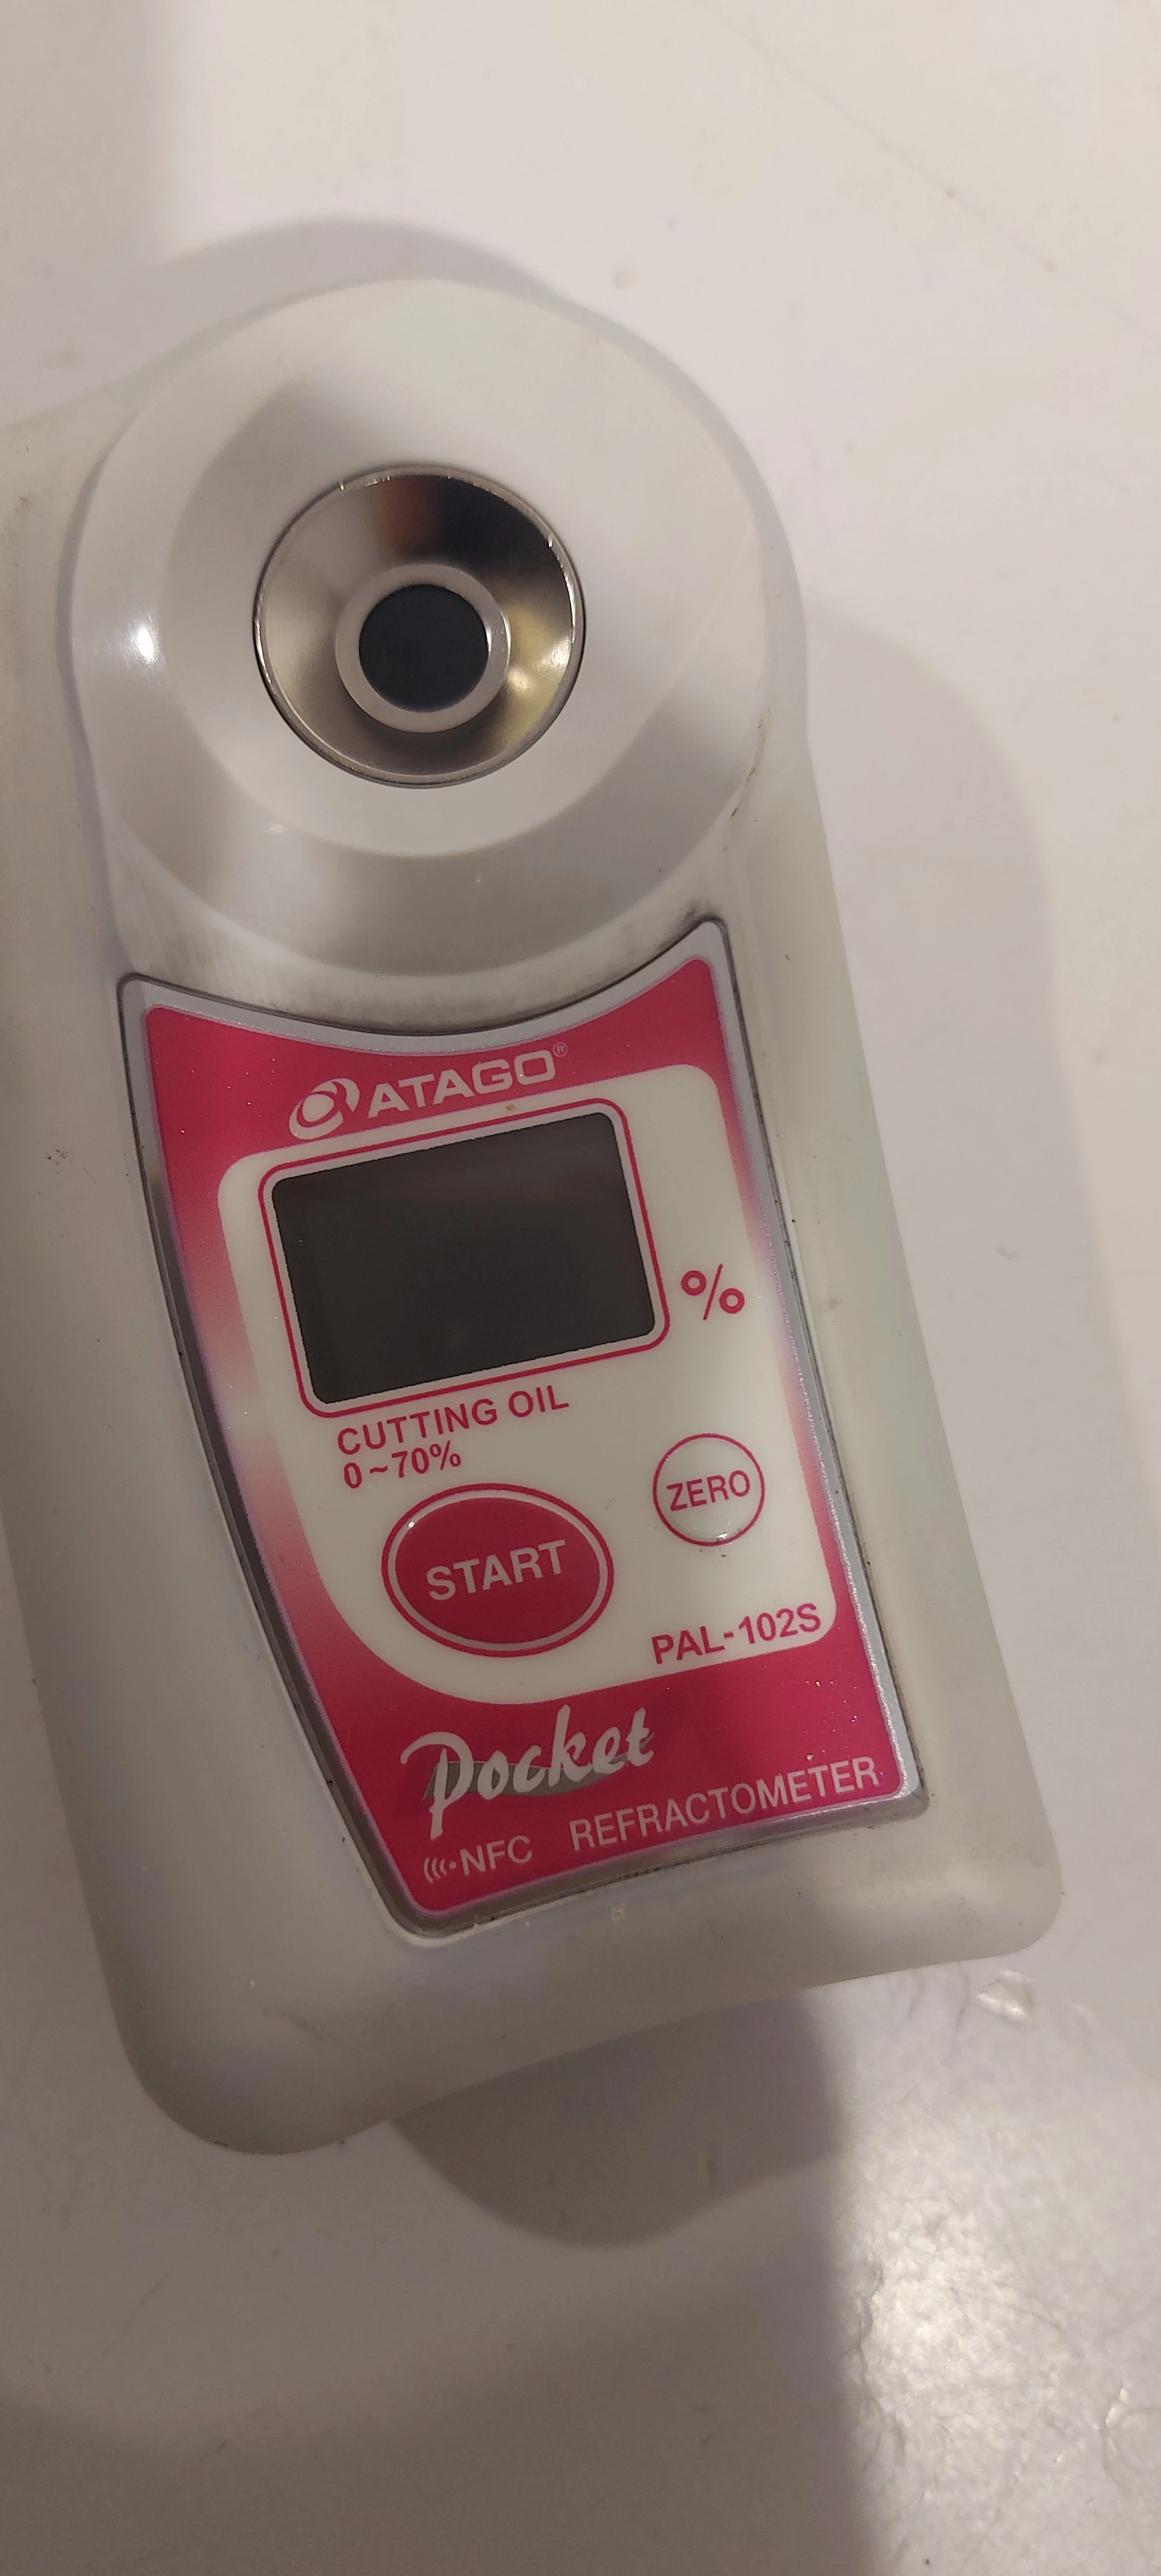 ATAGO®
%
CUTTING OIL
0~70%
ZERO
START
PAL-102S
Pocket
NFC REFRACTOMETER